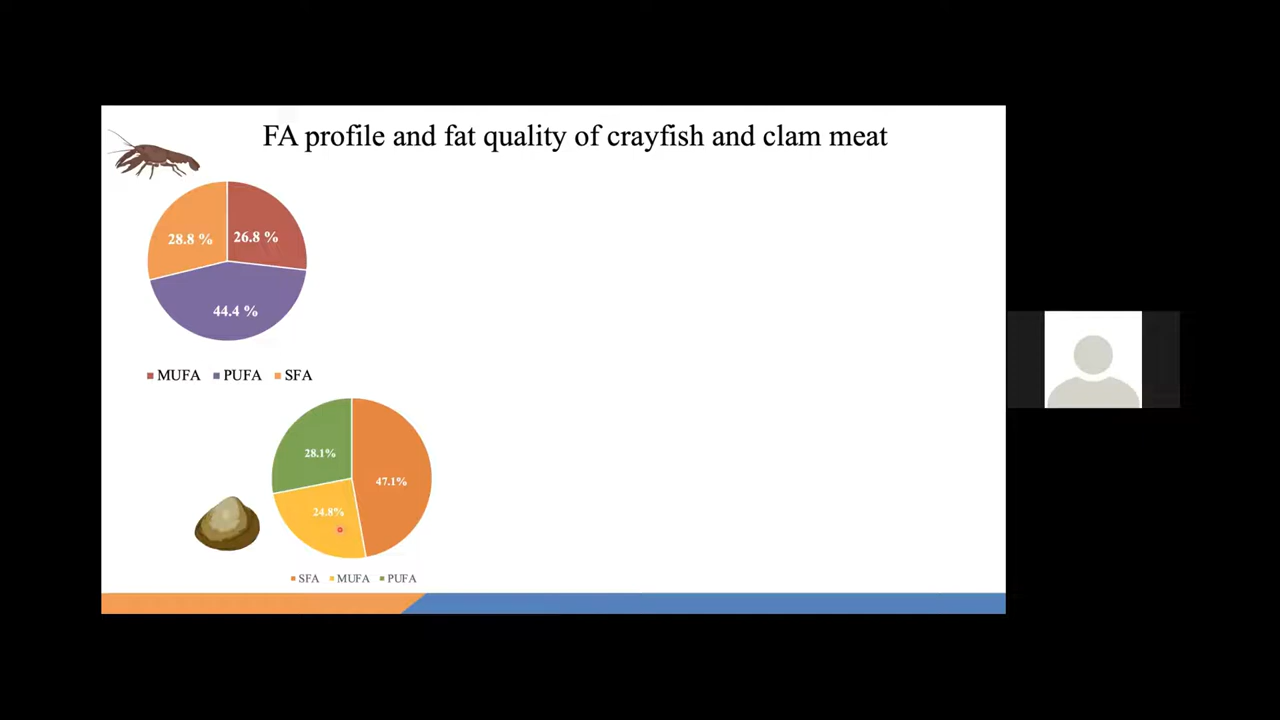 FA profile and fat quality of crayfish and clam meat
28.8 %
26.8 %
44.4 %
MUFA PUFA SFA
28.1%
47.1%
24.8%
SFA MUFA PUFA